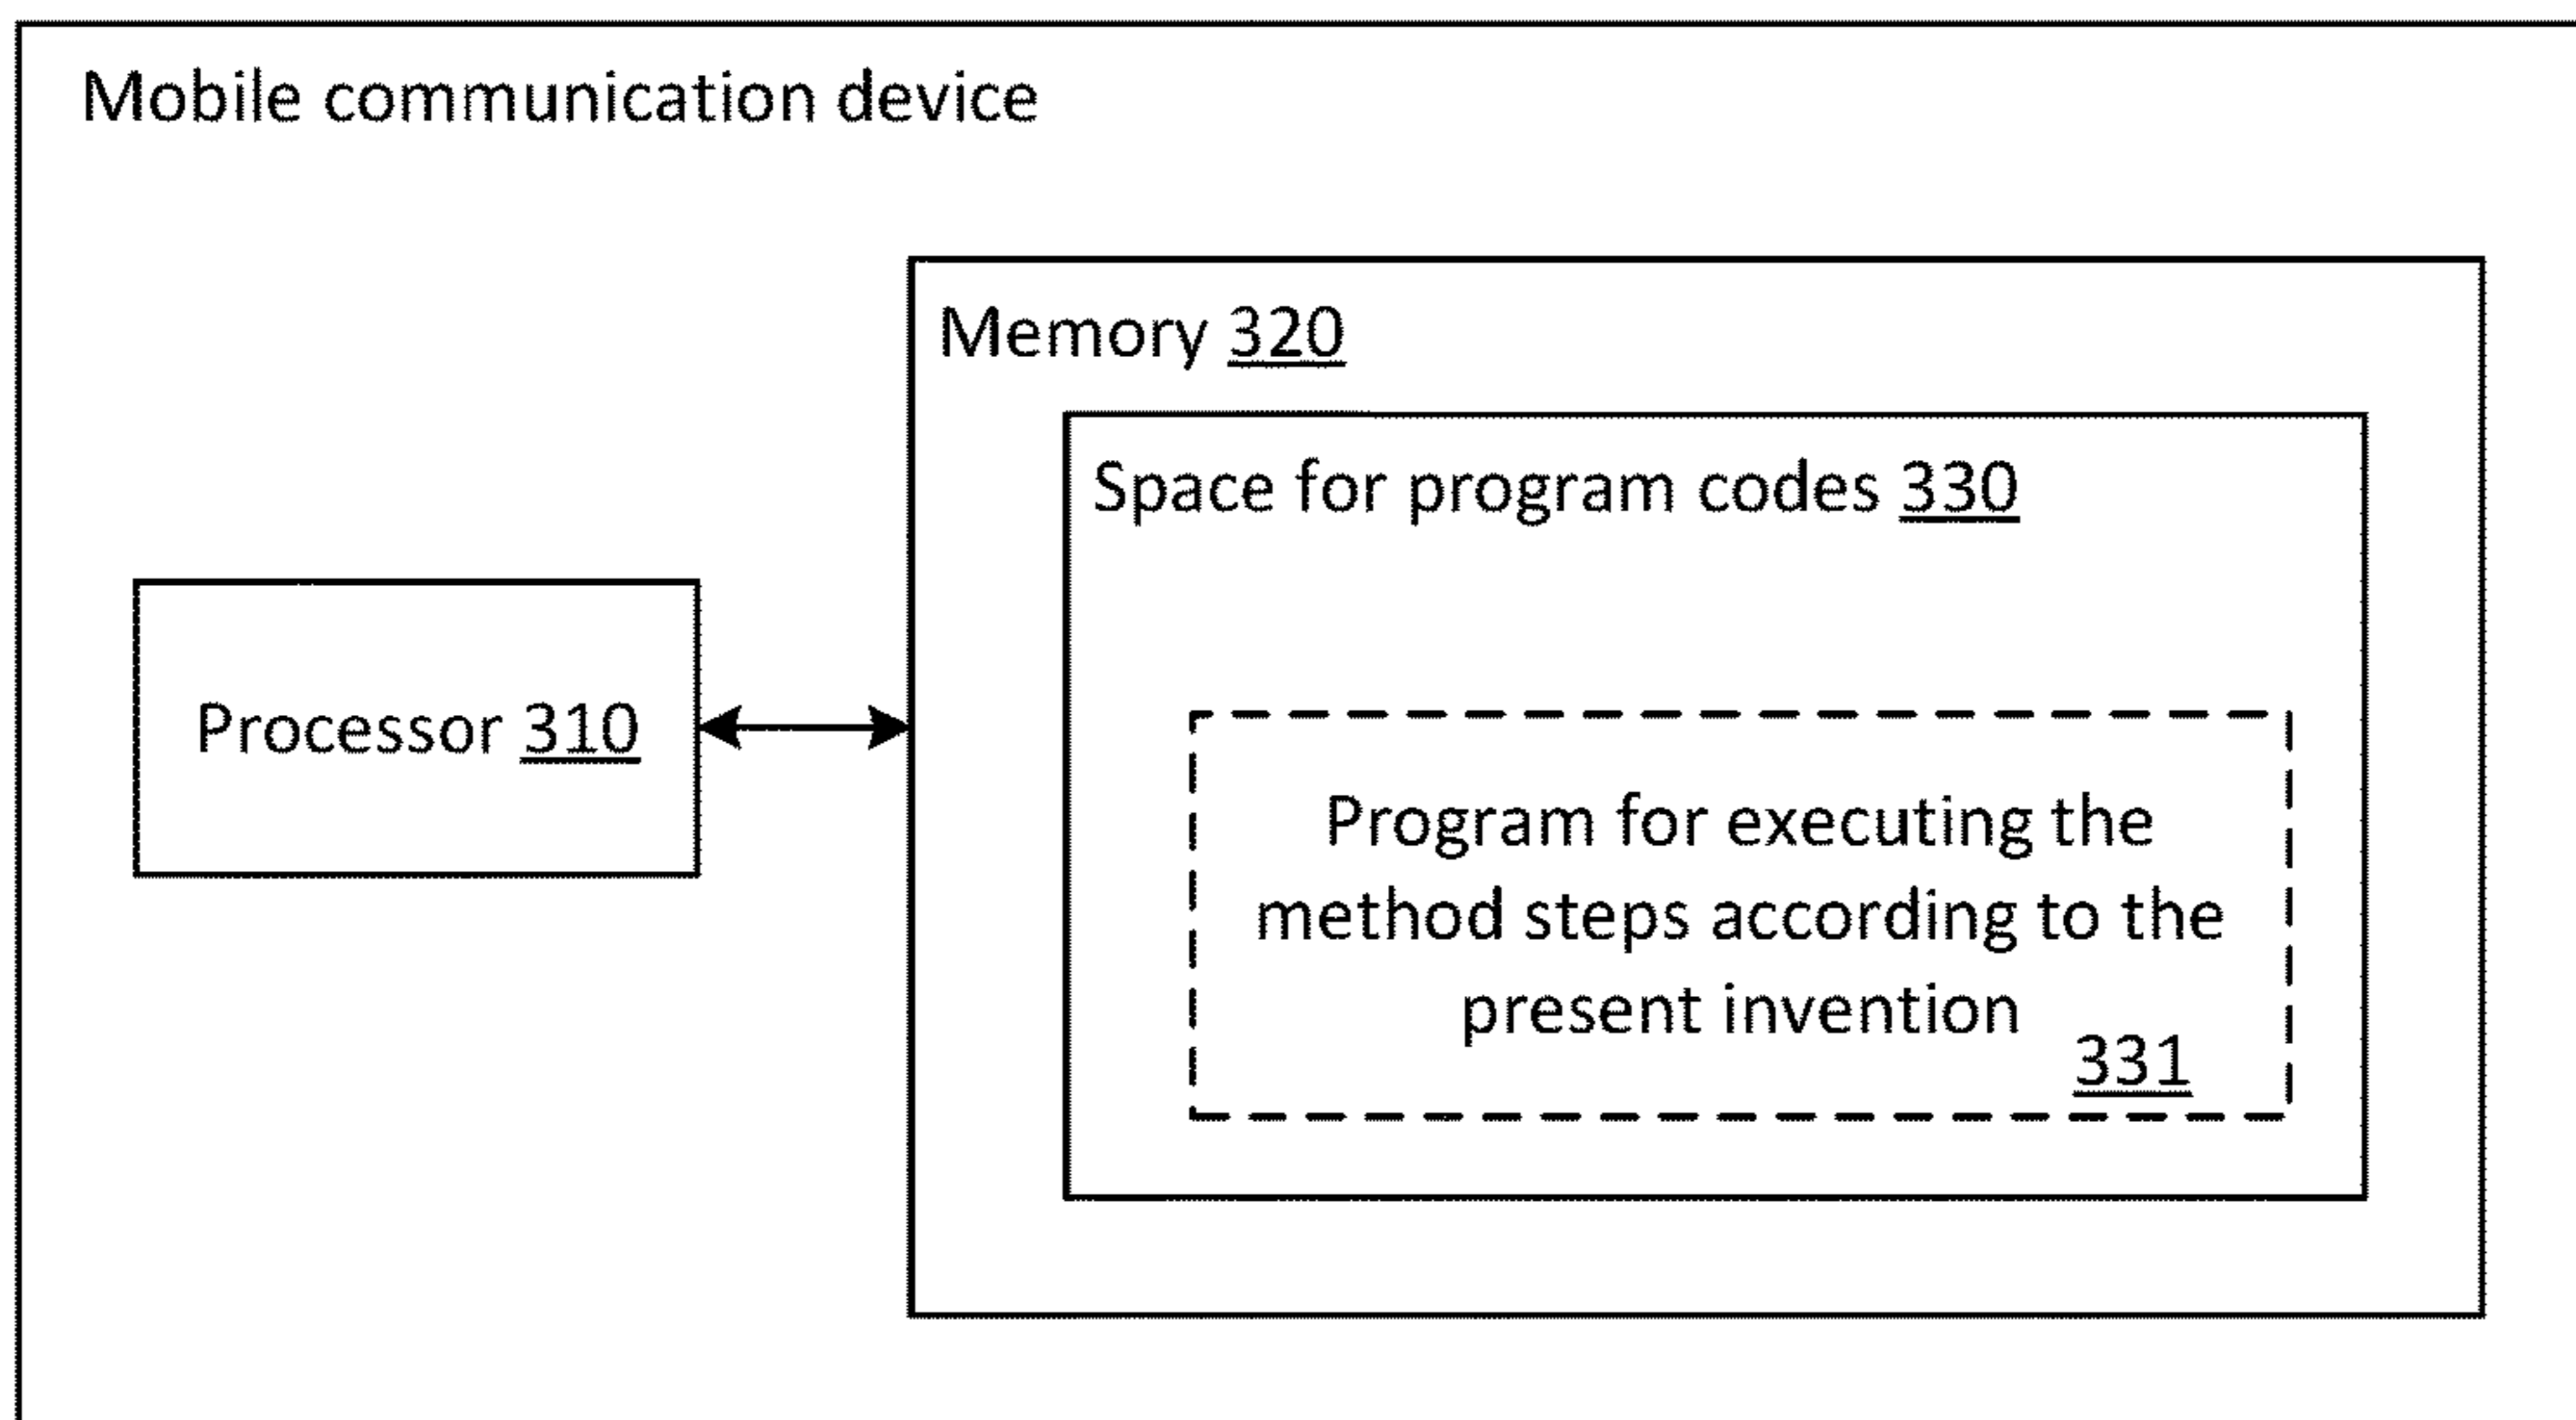 Mobile communication device
Memory 320
Space for program codes 330
Processor 310
Program for executing the
method steps according to the
present invention
331